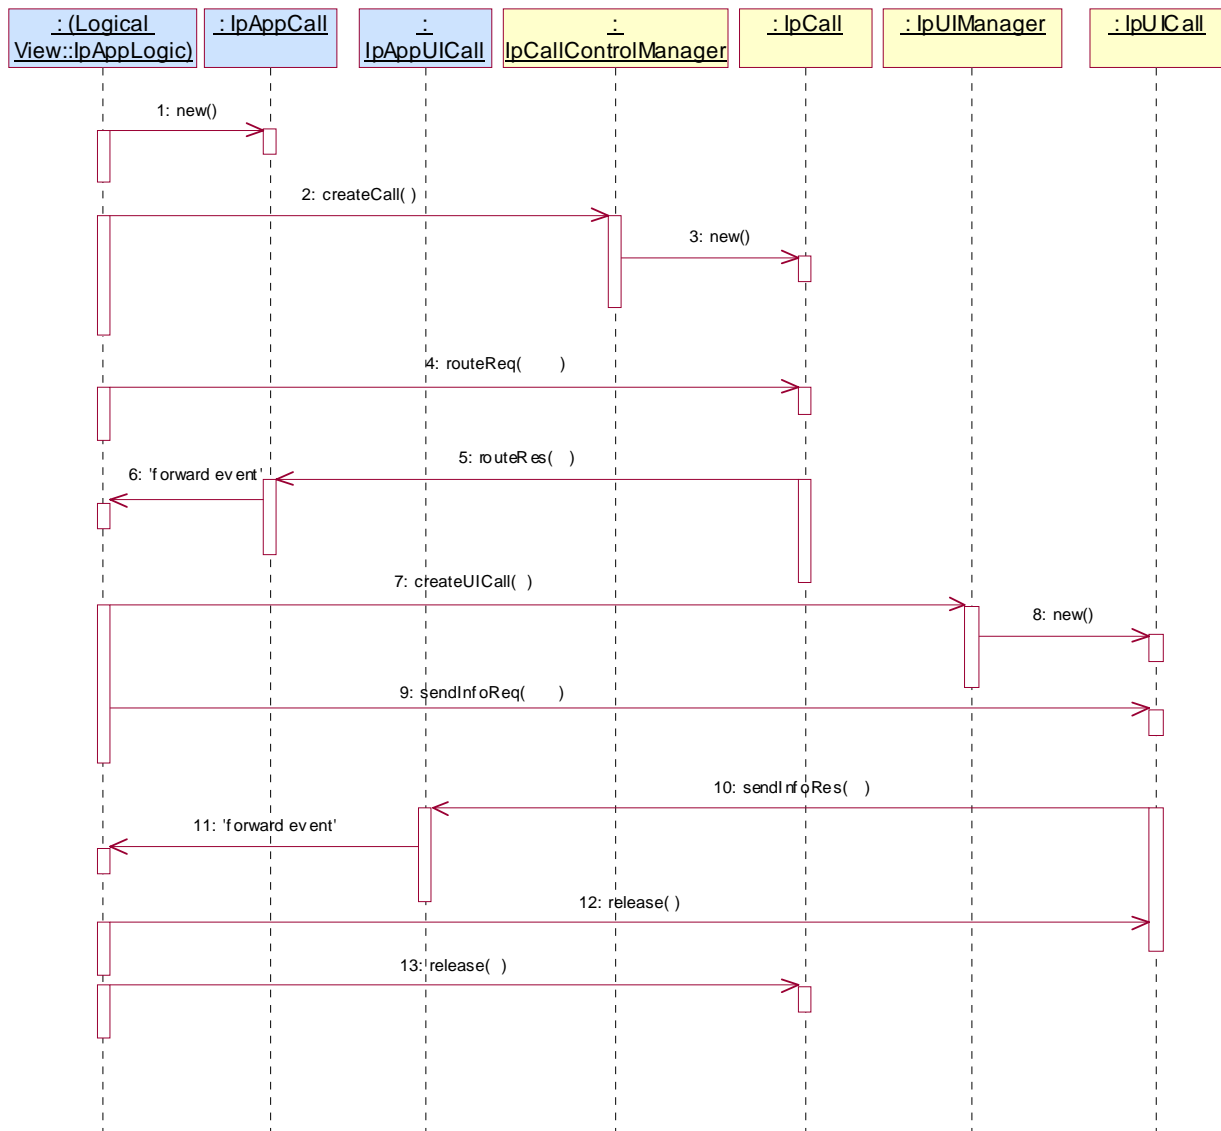 : (Logical
View::IpAppLogic)
: IpAppCall
:
IpAppUICall
:
IpCallControlManager
: IpCall
: IpUIManager
: IpUICall
1: new()
2: createCall( )
3: new()
4: routeReq( )
5: routeRes( )
6: 'forward event'
7: createUICall( )
8: new()
9: sendInfoReq( )
10: sendInfoRes( )
11: 'forward event'
12: release( )
13: release( )